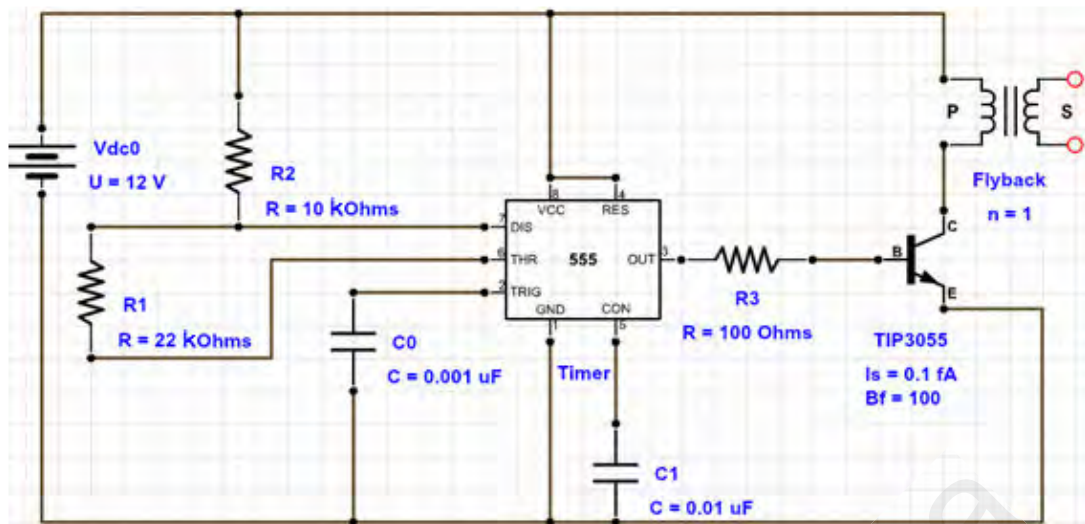 Vdc0
U = 12 V
R2
R = 10 KOhms
R1
R = 22 KOhms
C0
C = 0.001 uF
8
4
VCC
RES
7
DIS
6
THR
555
OUT
3
2
TRIG
GND
CON
1
5
Timer
R3
R = 100 Ohms
C1
C = 0.01 uF
P
S
Flyback
n = 1
C
B
E
TIP3055
Is = 0.1 fA
Bf = 100